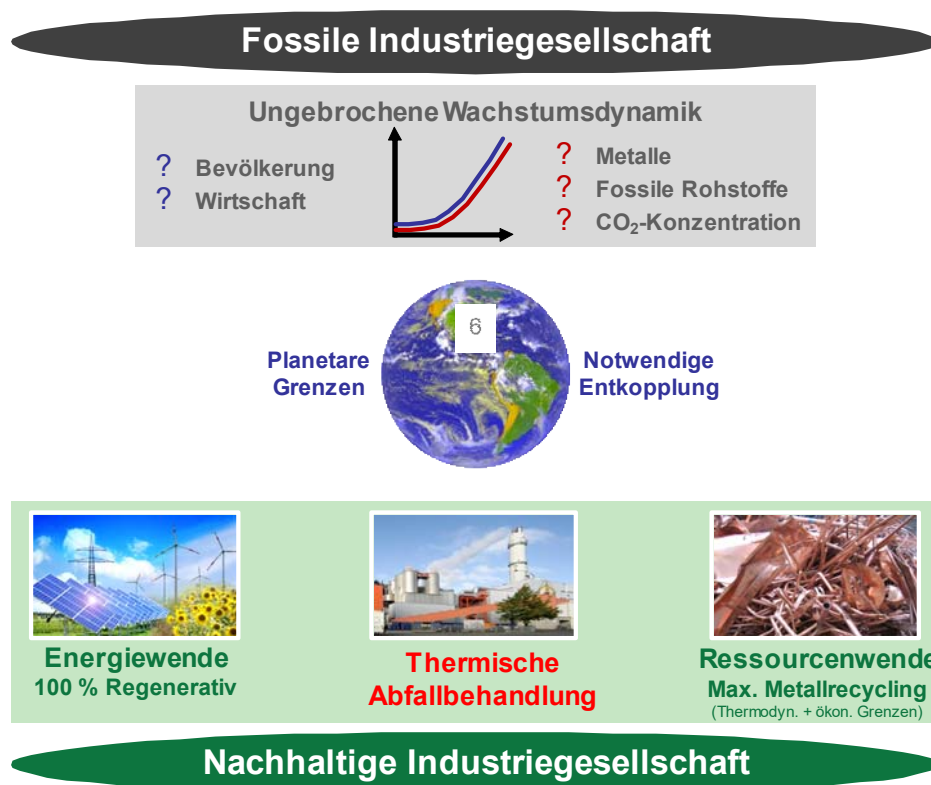 Fossile Industriegesellschaft
Ungebrochene Wachstumsdynamik
? Bevölkerung
? Wirtschaft
? Metalle
? Fossile Rohstoffe
? CO₂-Konzentration
6
Planetare
Grenzen
Notwendige
Entkopplung
Energiewende
100 % Regenerativ
Thermische
Abfallbehandlung
Ressourcenwende
Max. Metallrecycling
(Thermodyn. + ökon. Grenzen)
Nachhaltige Industriegesellschaft